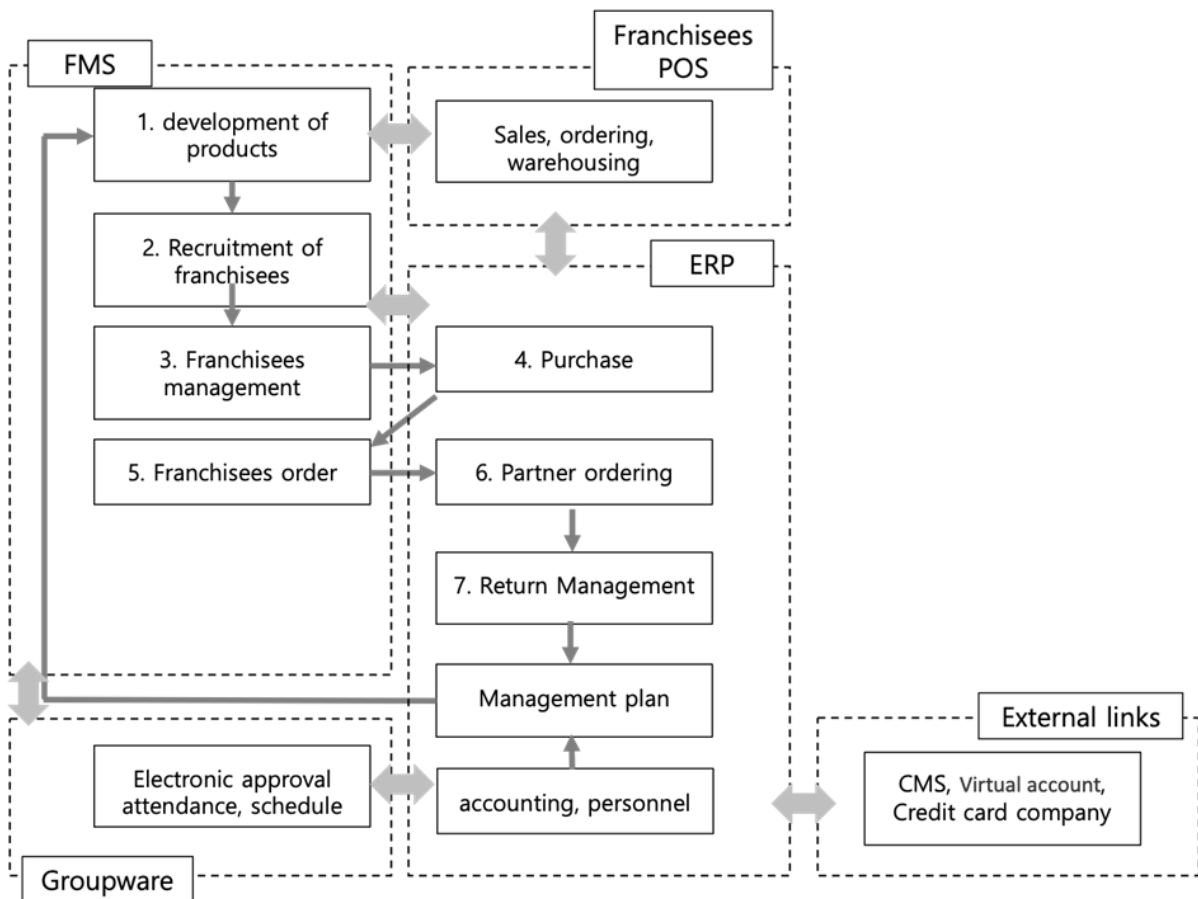 FMS
1. development of
products
2. Recruitment of
franchisees
3. Franchisees
management
5. Franchisees order
Franchisees
POS
Sales, ordering,
warehousing
ERP
4. Purchase
6. Partner ordering
7. Return Management
Management plan
accounting, personnel
Electronic approval
attendance, schedule
Groupware
External links
CMS, Virtual account,
Credit card company